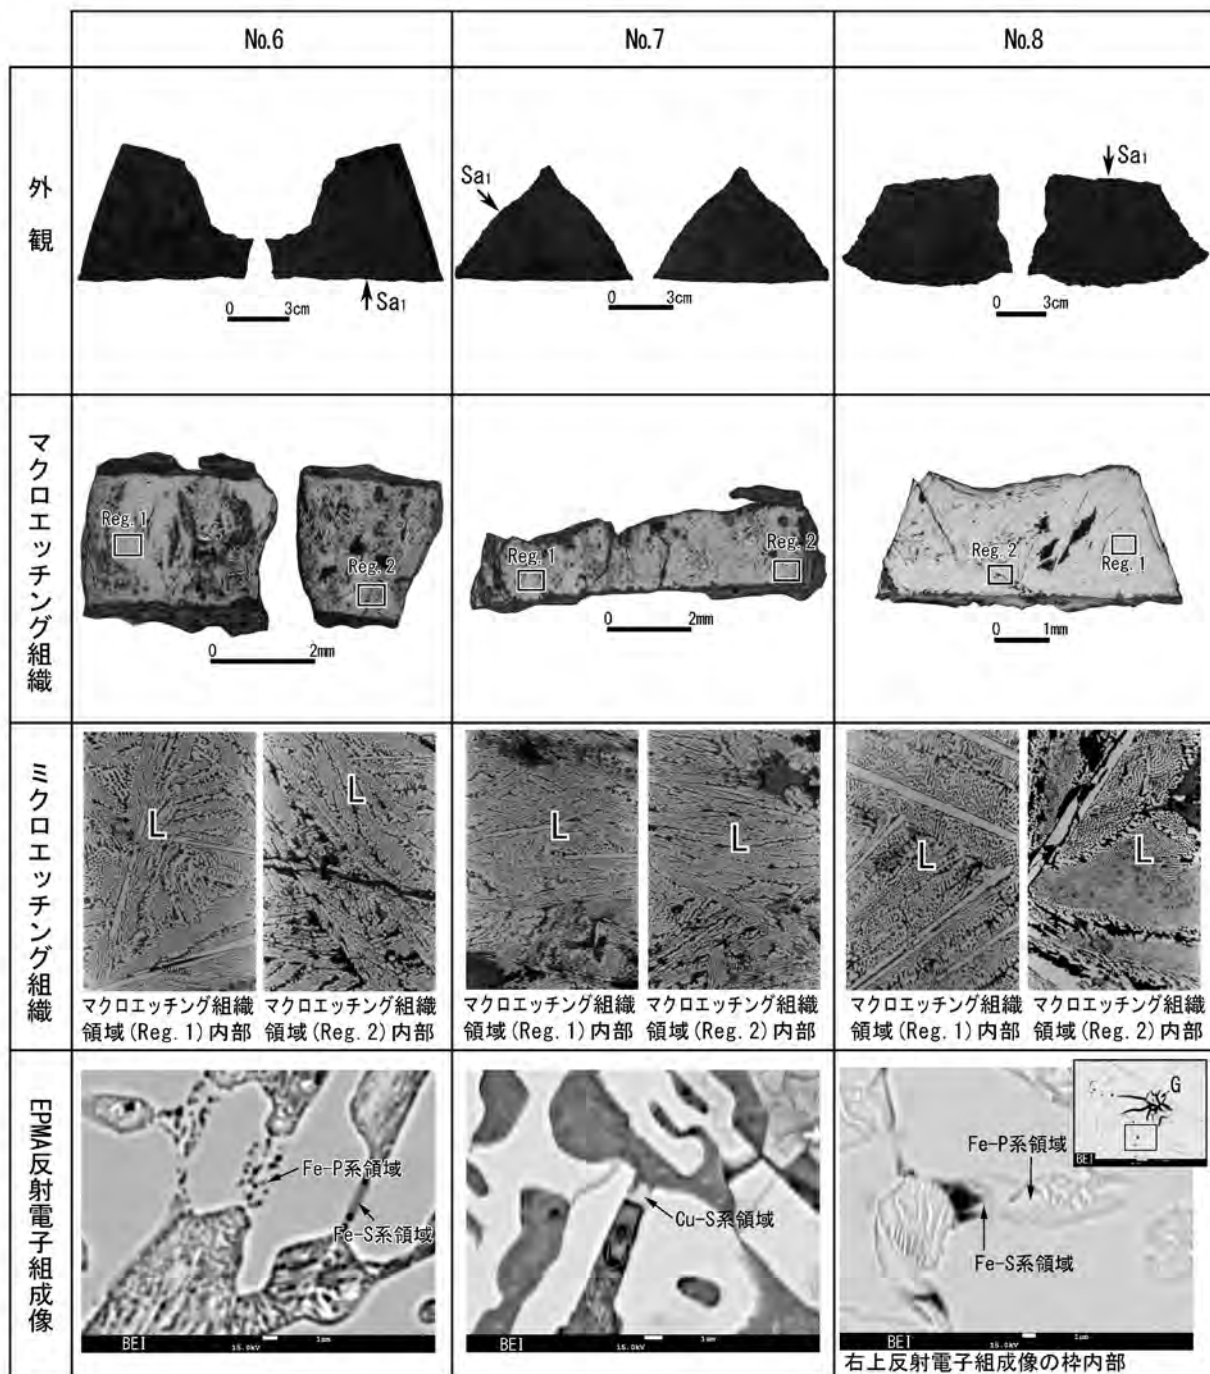 No.6
No.7
No.8
外観
Sa1
0 3cm
Sa1
0 3cm
Sa1
0 3cm
マクロエッチング組織
Reg.1
Reg.2
0 2mm
Reg.1
Reg.2
0 2mm
Reg.2
Reg.1
0 1mm
ミクロエッチング組織
L
L
L
L
L
L
マクロエッチング組織
領域(Reg.1)内部
マクロエッチング組織
領域(Reg.2)内部
マクロエッチング組織
領域(Reg.1)内部
マクロエッチング組織
領域(Reg.2)内部
マクロエッチング組織
領域(Reg.1)内部
マクロエッチング組織
領域(Reg.2)内部
EPMA反射電子組成像
Fe-P系領域
Fe-S系領域
BEI 15.0kV 1μm
Cu-S系領域
BEI 15.0kV 1μm
G
BEI
Fe-P系領域
Fe-S系領域
BEI 15.0kV 1μm
右上反射電子組成像の枠内部